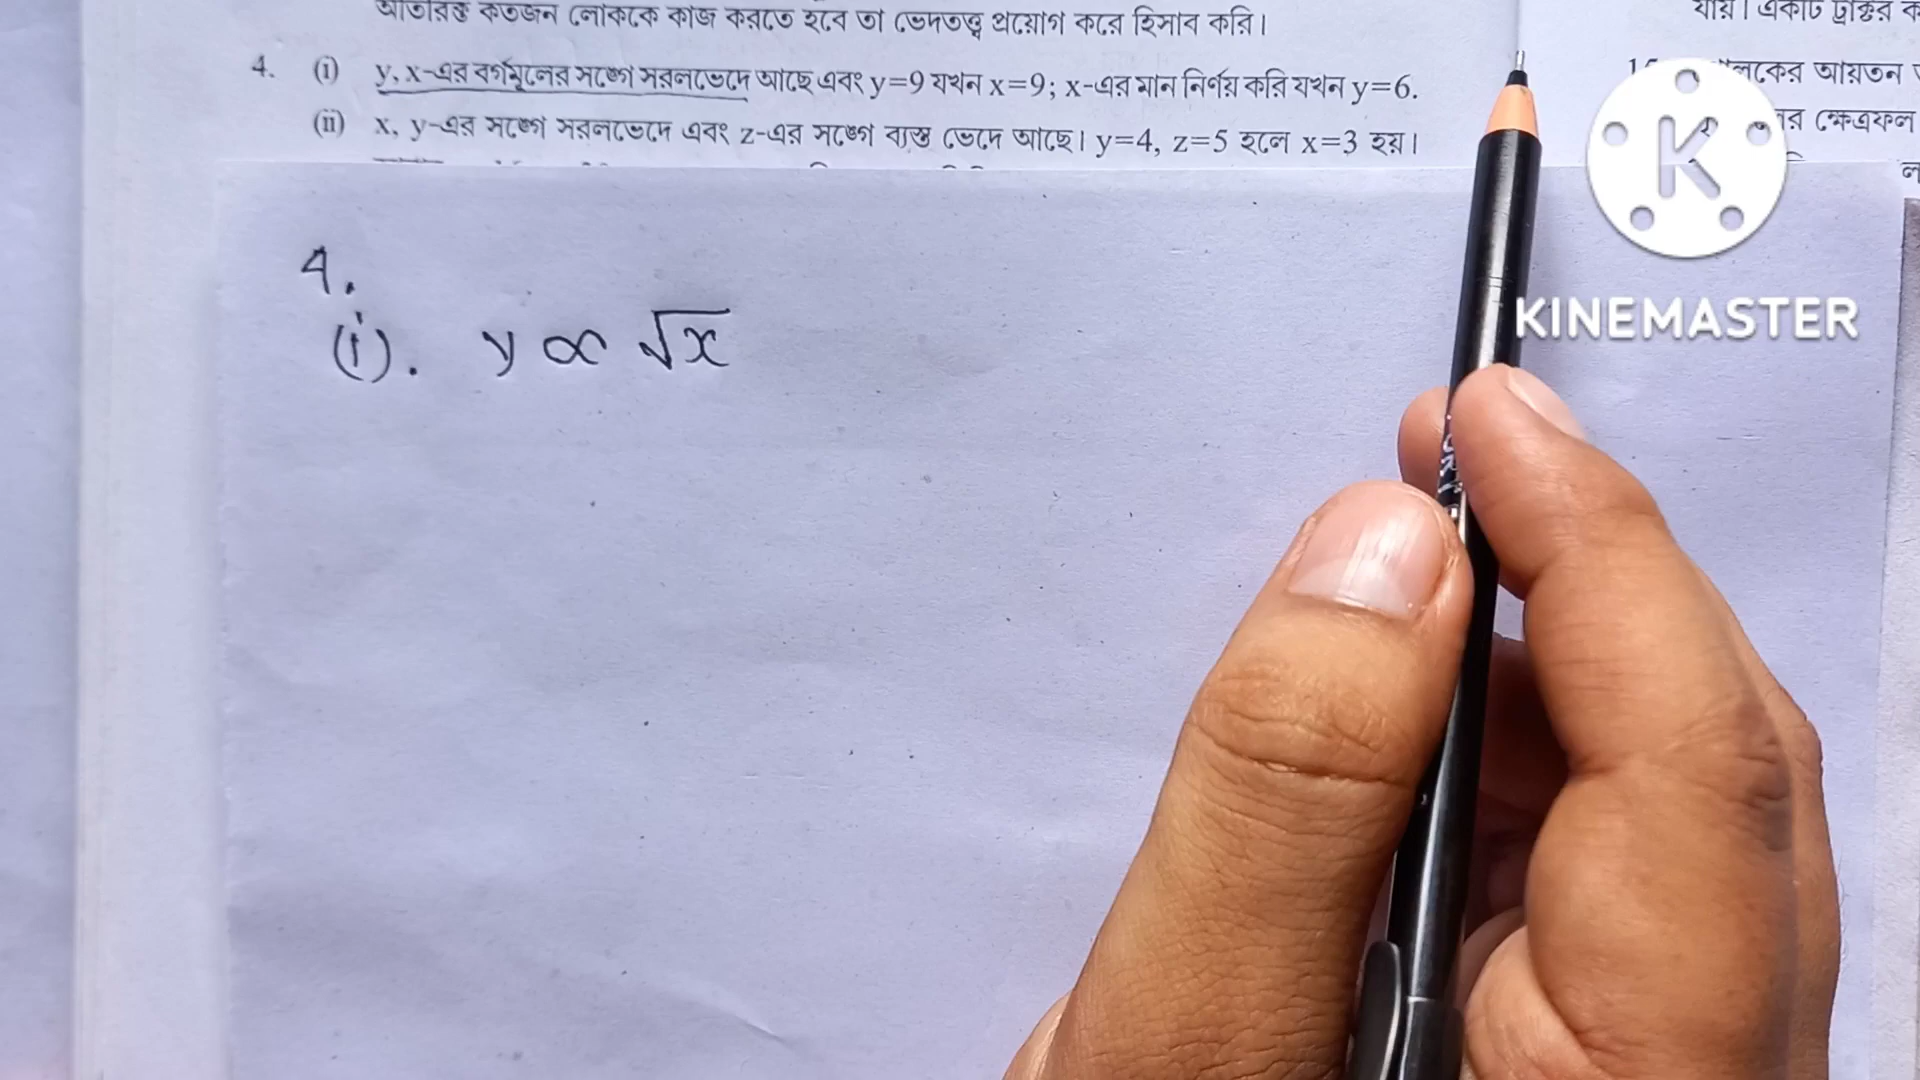 অতিরিক্ত কতজন লোককে কাজ করতে হবে তা ভেদতত্ত্ব প্রয়োগ করে হিসাব করি।
4. (i) y, x-এর বর্গমূলের সঙ্গে সরলভেদে আছে এবং y=9 যখন x=9; x-এর মান নির্ণয় করি যখন y=6.
(ii) x, y-এর সঙ্গে সরলভেদে এবং z-এর সঙ্গে ব্যস্ত ভেদে আছে। y=4, z=5 হলে x=3 হয়।
যায়। একটি
আয়তন
ক্ষেত্রফল
KINEMASTER
4.
(i). y ∝ √x